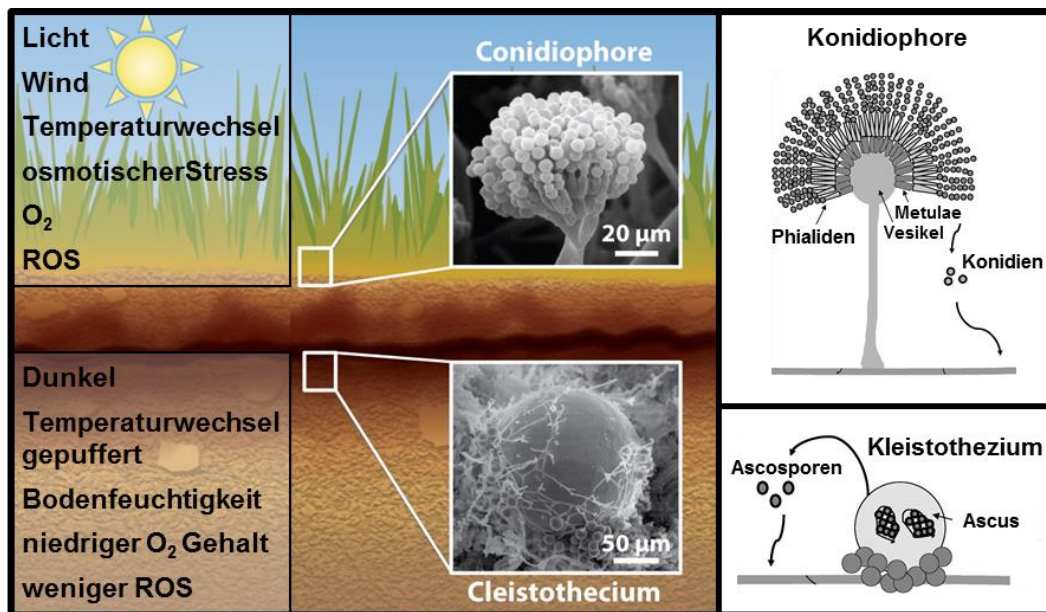 Licht
Wind
Temperaturwechsel
osmotischerStress
O₂
ROS
Conidiophore
20 µm
Dunkel
Temperaturwechsel
gepuffert
Bodenfeuchtigkeit
niedriger O₂ Gehalt
weniger ROS
50 µm
Cleistothecium
Konidiophore
Metulae
Vesikel
Phialiden
Konidien
Kleistothezium
Ascosporen
Ascus